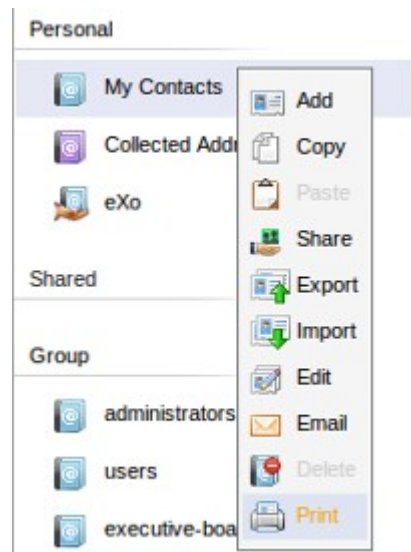 Personal
My Contacts
Collected Addr
eXo
Shared
Group
administrators
users
executive-boa
Add
Copy
Paste
Share
Export
Import
Edit
Email
Delete
Print